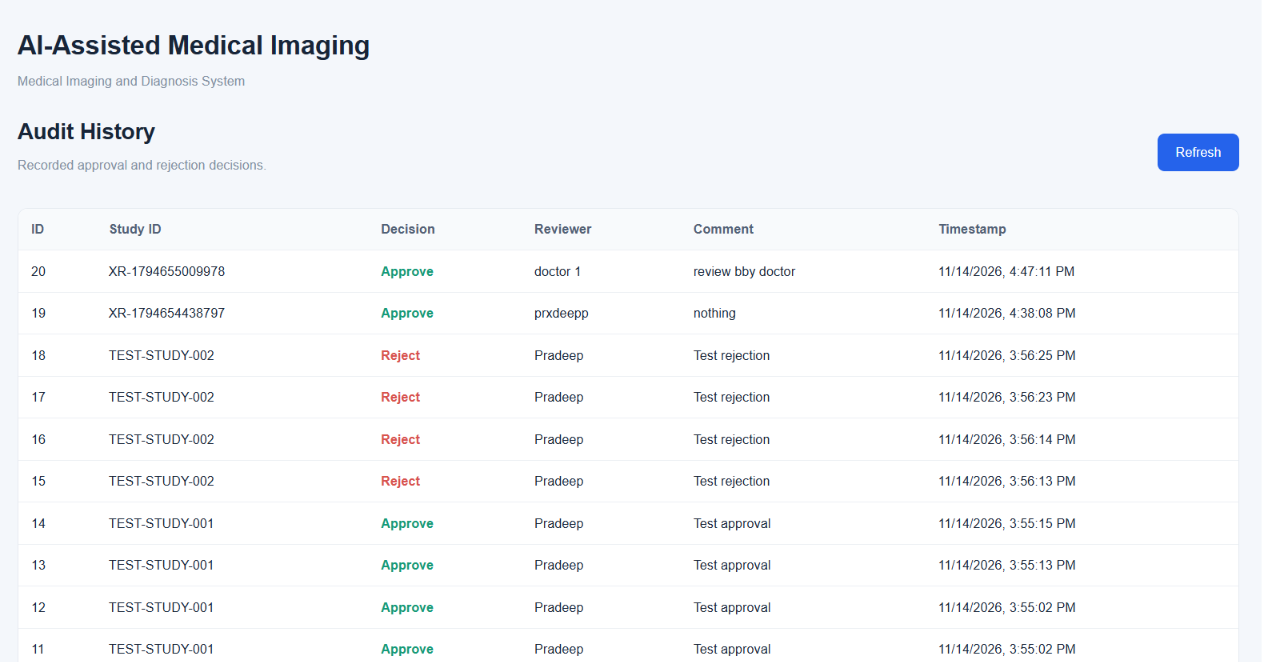 AI-Assisted Medical Imaging
Medical Imaging and Diagnosis System
Audit History
Recorded approval and rejection decisions.
Refresh
ID Study ID Decision Reviewer Comment Timestamp
20 XR-1794655009978 Approve doctor 1 review bby doctor 11/14/2026, 4:47:11 PM
19 XR-1794654438797 Approve prxdeepp nothing 11/14/2026, 4:38:08 PM
18 TEST-STUDY-002 Reject Pradeep Test rejection 11/14/2026, 3:56:25 PM
17 TEST-STUDY-002 Reject Pradeep Test rejection 11/14/2026, 3:56:23 PM
16 TEST-STUDY-002 Reject Pradeep Test rejection 11/14/2026, 3:56:14 PM
15 TEST-STUDY-002 Reject Pradeep Test rejection 11/14/2026, 3:56:13 PM
14 TEST-STUDY-001 Approve Pradeep Test approval 11/14/2026, 3:55:15 PM
13 TEST-STUDY-001 Approve Pradeep Test approval 11/14/2026, 3:55:13 PM
12 TEST-STUDY-001 Approve Pradeep Test approval 11/14/2026, 3:55:02 PM
11 TEST-STUDY-001 Approve Pradeep Test approval 11/14/2026, 3:55:02 PM